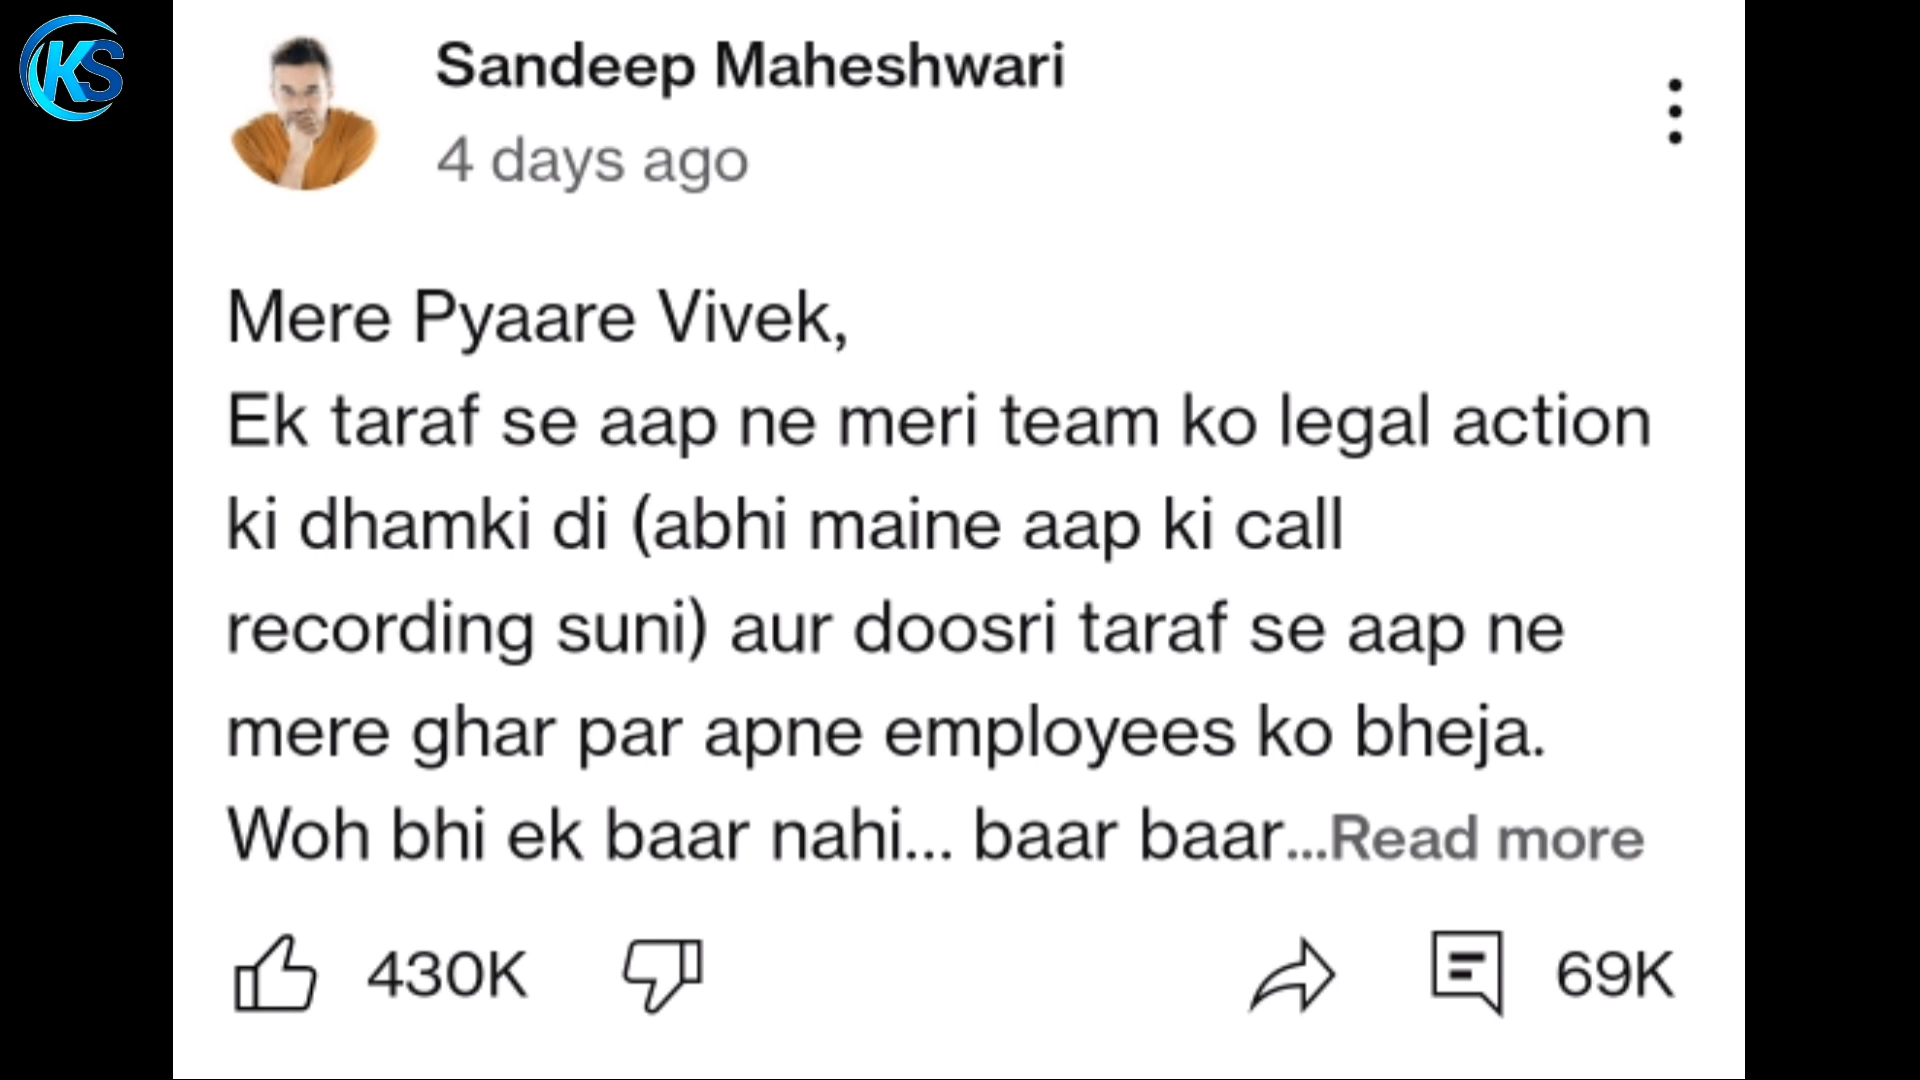 KS
Sandeep Maheshwari
4 days ago
Mere Pyaare Vivek,
Ek taraf se aap ne meri team ko legal action
ki dhamki di (abhi maine aap ki call
recording suni) aur doosri taraf se aap ne
mere ghar par apne employees ko bheja.
Woh bhi ek baar nahi... baar baar...Read more
430K 69K